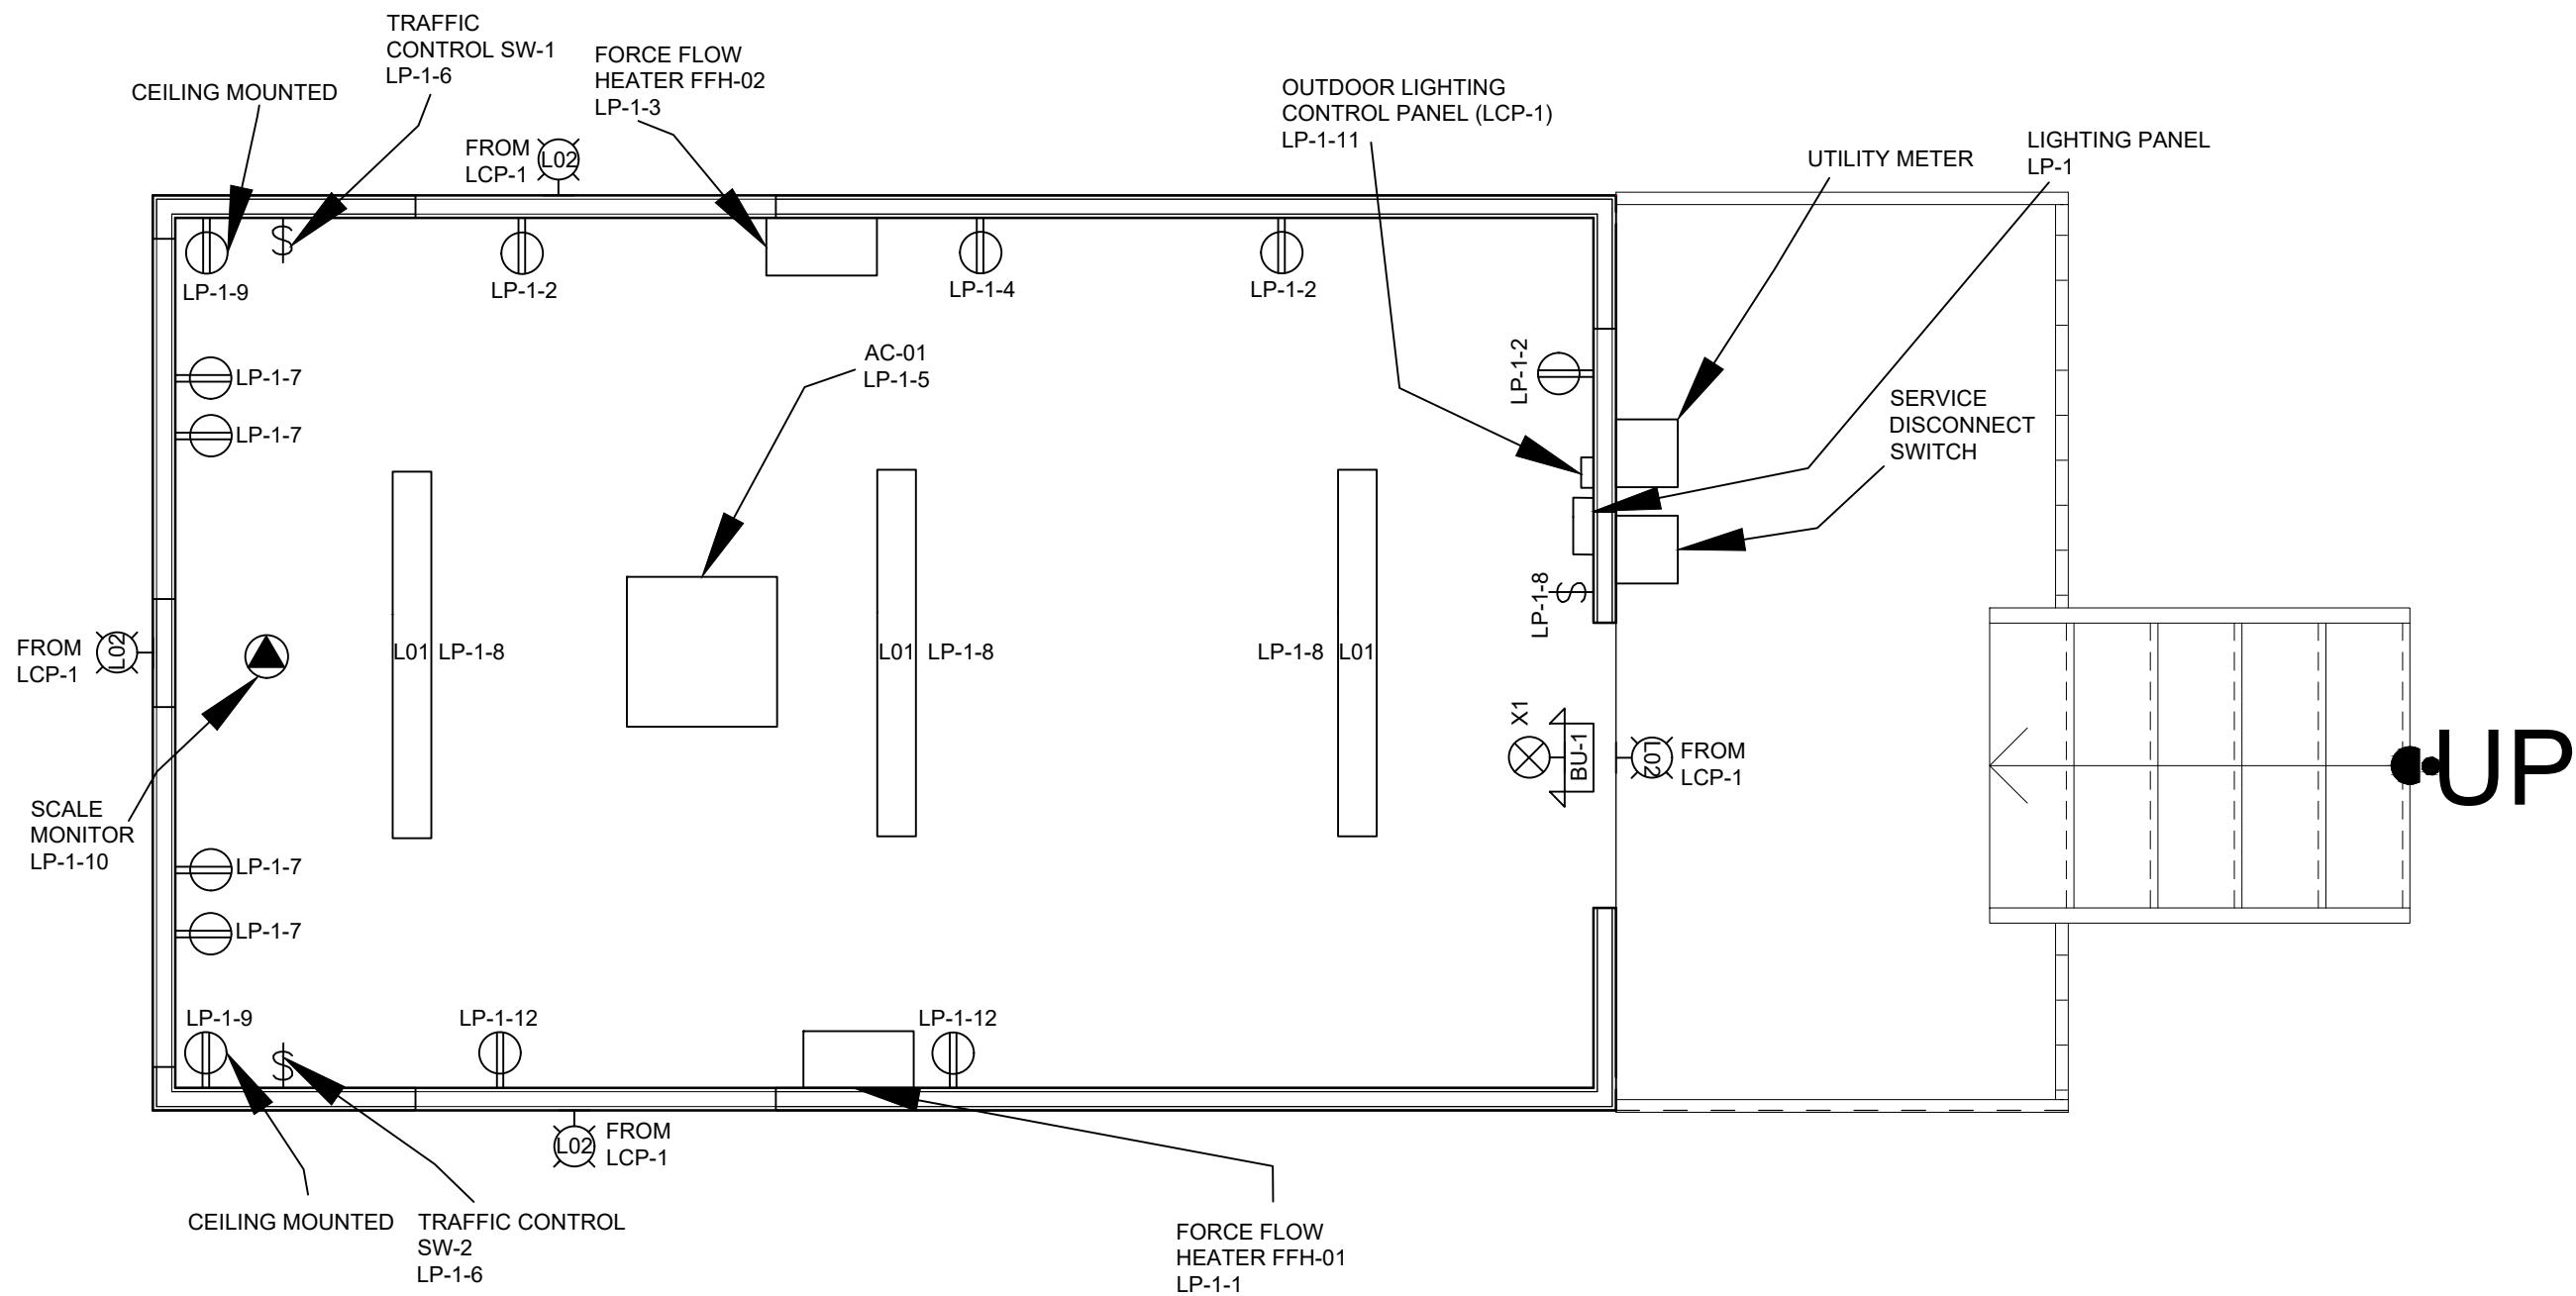 TRAFFIC
CONTROL SW-1
LP-1-6
FORCE FLOW
HEATER FFH-02
LP-1-3
CEILING MOUNTED
OUTDOOR LIGHTING
CONTROL PANEL (LCP-1)
LP-1-11
LIGHTING PANEL
LP-1
UTILITY METER
FROM
LCP-1
L02
LP-1-9
LP-1-2
LP-1-4
LP-1-2
LP-1-7
AC-01
LP-1-5
LP-1-2
LP-1-7
SERVICE
DISCONNECT
SWITCH
LP-1-8
FROM
LCP-1
L02
L01
LP-1-8
L01
LP-1-8
LP-1-8
L01
X1
BU-1
L02
FROM
LCP-1
UP
SCALE
MONITOR
LP-1-10
LP-1-7
LP-1-7
LP-1-9
LP-1-12
LP-1-12
L02
FROM
LCP-1
CEILING MOUNTED
TRAFFIC CONTROL
SW-2
LP-1-6
FORCE FLOW
HEATER FFH-01
LP-1-1